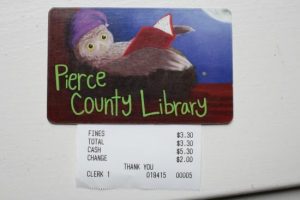 Pierce
County Library
FINES $3.30
TOTAL $3.30
CASH $5.30
CHANGE $2.00
THANK YOU
CLERK 1 019415 00005